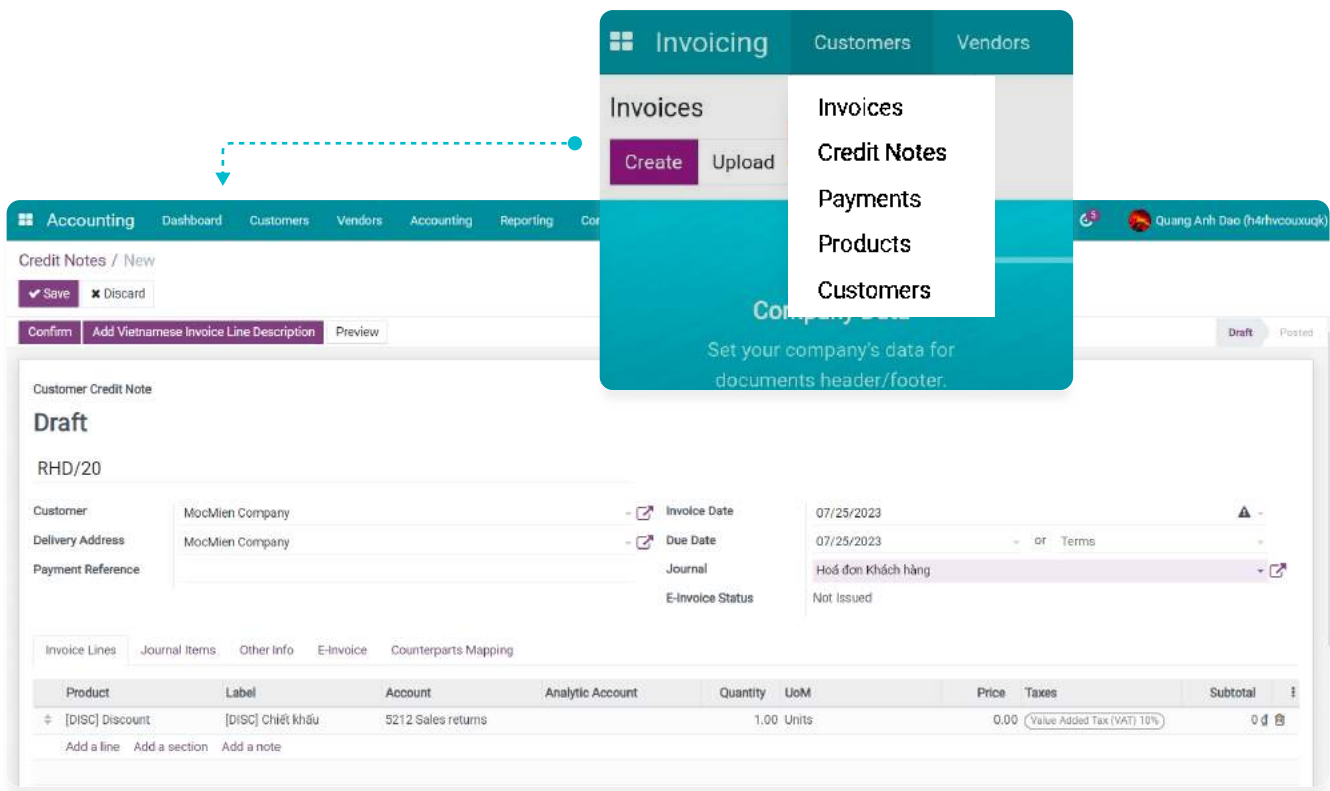 Invoicing Customers Vendors
Invoices
Create Upload
Invoices
Credit Notes
Payments
Products
Customers
Set your company's data for
documents header/footer.
Accounting Dashboard Customers Vendors Accounting Reporting
5 Quang Anh Dao (h4rhvcouxuqk)
Credit Notes / New
Save Discard
Confirm Add Vietnamese Invoice Line Description Preview
Draft Posted
Customer Credit Note
Draft
RHD/20
Customer MocMien Company Invoice Date 07/25/2023
Delivery Address MocMien Company Due Date 07/25/2023 or Terms
Payment Reference Journal Hoá đơn Khách hàng
E-Invoice Status Not Issued
Invoice Lines Journal Items Other Info E-Invoice Counterparts Mapping
Product Label Account Analytic Account Quantity UoM Price Taxes Subtotal
[DISC] Discount [DISC] Chiết khấu 5212 Sales returns 1.00 Units 0.00 Value Added Tax (VAT) 10% 0 ₫
Add a line Add a section Add a note